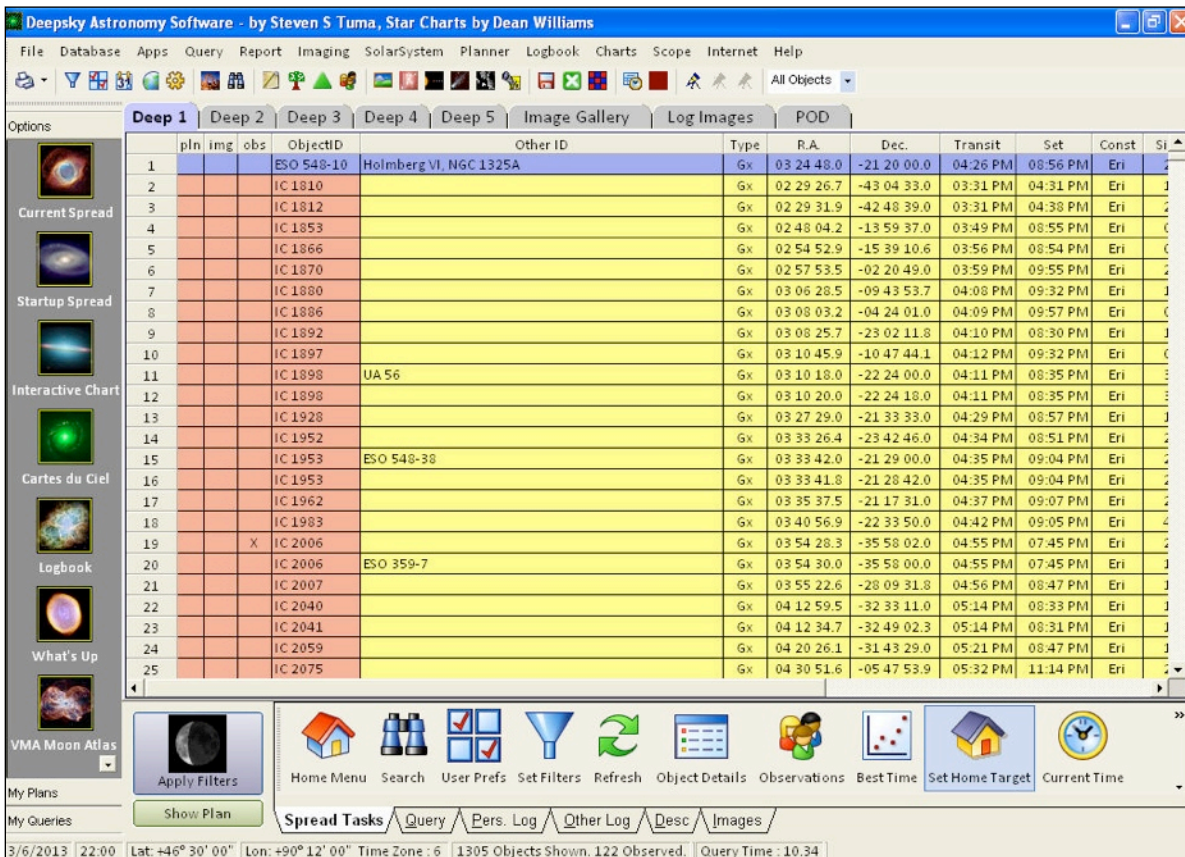 Deepsky Astronomy Software - by Steven S Tuma, Star Charts by Dean Williams
File Database Apps Query Report Imaging SolarSystem Planner Logbook Charts Scope Internet Help
All Objects
Options
Deep 1 Deep 2 Deep 3 Deep 4 Deep 5 Image Gallery Log Images POD
pln img obs ObjectID Other ID Type R.A. Dec. Transit Set Const
1 ESO 548-10 Holmberg VI, NGC 1325A Gx 03 24 48.0 -21 20 00.0 04:26 PM 08:56 PM Eri
2 IC 1810 Gx 02 29 26.7 -43 04 33.0 03:31 PM 04:31 PM Eri
3 IC 1812 Gx 02 29 31.9 -42 48 39.0 03:31 PM 04:38 PM Eri
4 IC 1853 Gx 02 48 04.2 -13 59 37.0 03:49 PM 08:55 PM Eri
5 IC 1866 Gx 02 54 52.9 -15 39 10.6 03:56 PM 08:54 PM Eri
6 IC 1870 Gx 02 57 53.5 -02 20 49.0 03:59 PM 09:55 PM Eri
7 IC 1880 Gx 03 06 28.5 -09 43 53.7 04:08 PM 09:32 PM Eri
8 IC 1886 Gx 03 08 03.2 -04 24 01.0 04:09 PM 09:57 PM Eri
9 IC 1892 Gx 03 08 25.7 -23 02 11.8 04:10 PM 08:30 PM Eri
10 IC 1897 Gx 03 10 45.9 -10 47 44.1 04:12 PM 09:32 PM Eri
11 IC 1898 UA 56 Gx 03 10 18.0 -22 24 00.0 04:11 PM 08:35 PM Eri
12 IC 1898 Gx 03 10 20.0 -22 24 18.0 04:11 PM 08:35 PM Eri
13 IC 1928 Gx 03 27 29.0 -21 33 33.0 04:29 PM 08:57 PM Eri
14 IC 1952 Gx 03 33 26.4 -23 42 46.0 04:34 PM 08:51 PM Eri
15 IC 1953 ESO 548-38 Gx 03 33 42.0 -21 29 00.0 04:35 PM 09:04 PM Eri
16 IC 1953 Gx 03 33 41.8 -21 28 42.0 04:35 PM 09:04 PM Eri
17 IC 1962 Gx 03 35 37.5 -21 17 31.0 04:37 PM 09:07 PM Eri
18 IC 1983 Gx 03 40 56.9 -22 33 50.0 04:42 PM 09:05 PM Eri
19 X IC 2006 Gx 03 54 28.3 -35 58 02.0 04:55 PM 07:45 PM Eri
20 IC 2006 ESO 359-7 Gx 03 54 30.0 -35 58 00.0 04:55 PM 07:45 PM Eri
21 IC 2007 Gx 03 55 22.6 -28 09 31.8 04:56 PM 08:47 PM Eri
22 IC 2040 Gx 04 12 59.5 -32 33 11.0 05:14 PM 08:33 PM Eri
23 IC 2041 Gx 04 12 34.7 -32 49 02.3 05:14 PM 08:31 PM Eri
24 IC 2059 Gx 04 20 26.1 -31 43 29.0 05:21 PM 08:47 PM Eri
25 IC 2075 Gx 04 30 51.6 -05 47 53.9 05:32 PM 11:14 PM Eri
Current Spread
Startup Spread
Interactive Chart
Cartes du Ciel
Logbook
What's Up
VMA Moon Atlas
My Plans
My Queries
Apply Filters
Show Plan
Home Menu Search User Prefs Set Filters Refresh Object Details Observations Best Time Set Home Target Current Time
Spread Tasks Query Pers. Log Other Log Desc Images
3/6/2013 22:00 Lat: +46° 30' 00" Lon: +90° 12' 00" Time Zone : 6 1305 Objects Shown. 122 Observed. Query Time : 10.34